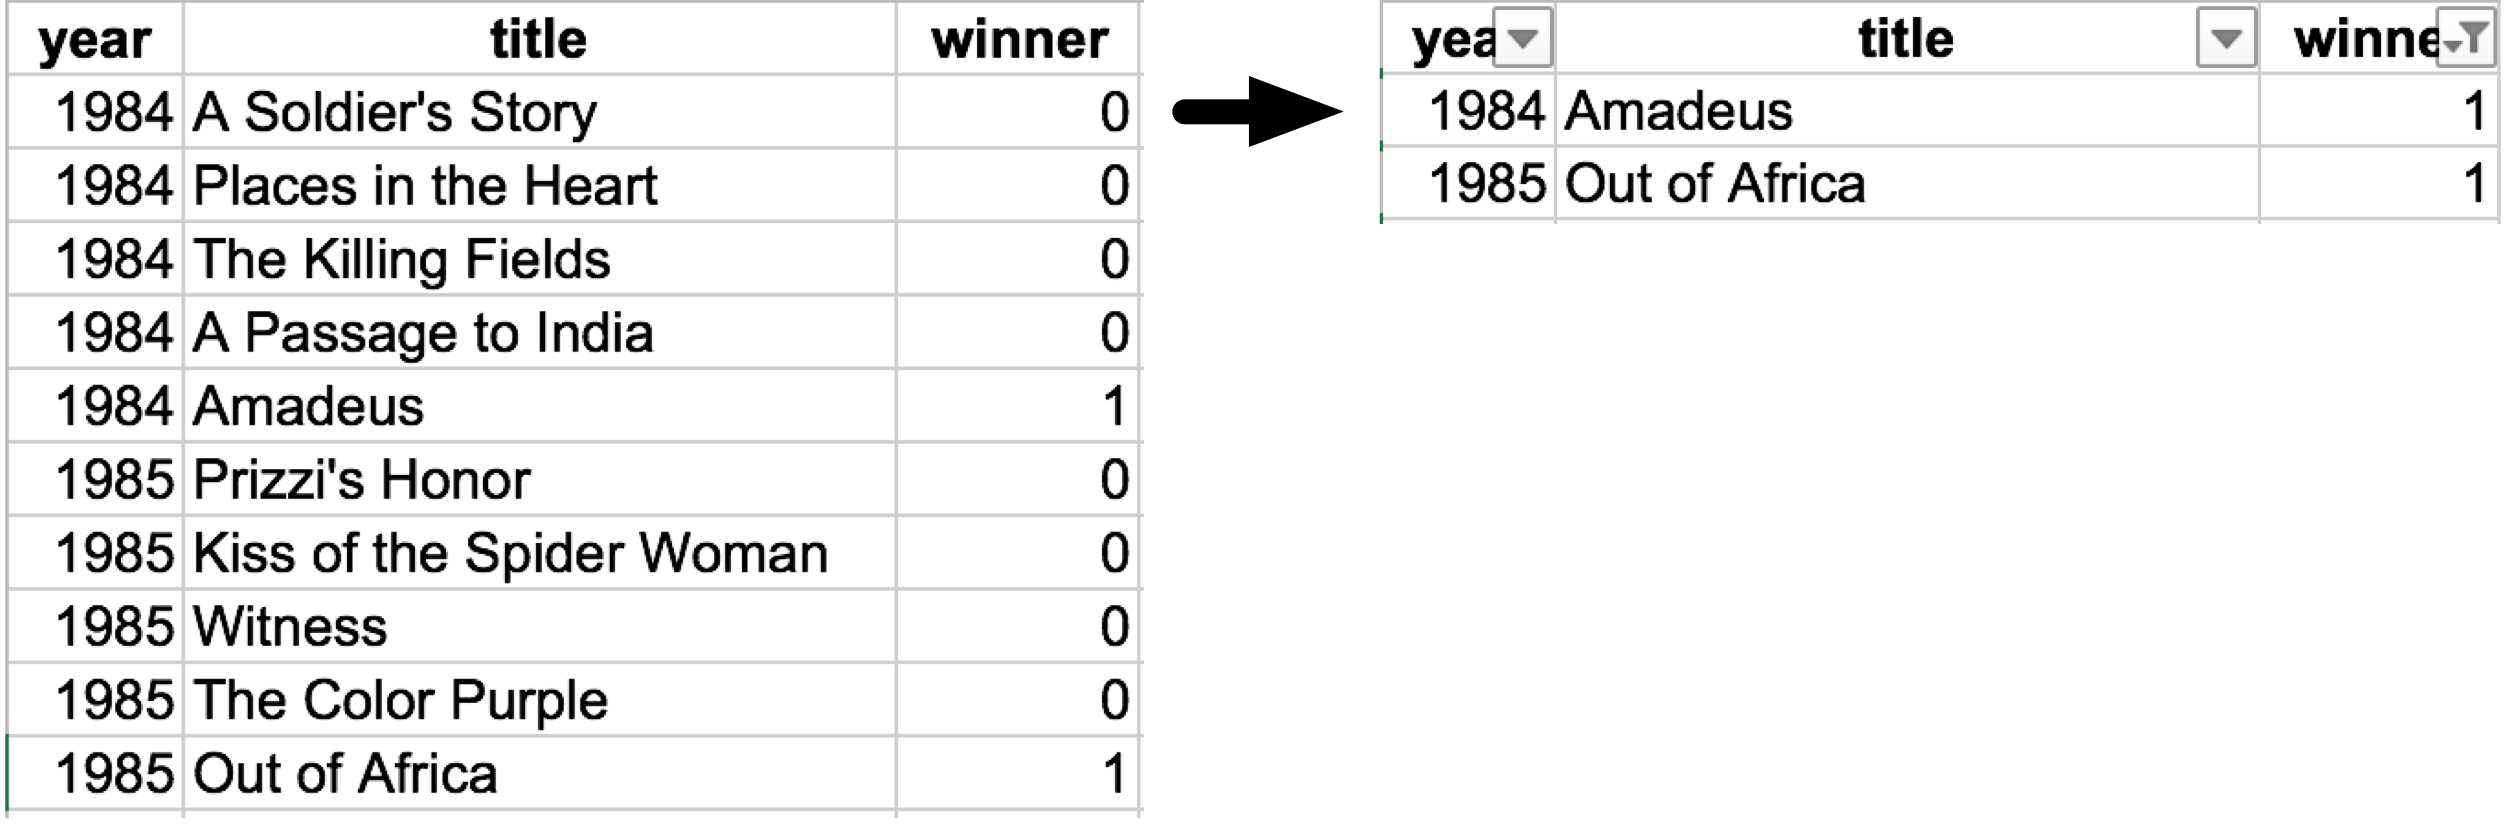 year title winner
1984 A Soldier's Story 0
1984 Places in the Heart 0
1984 The Killing Fields 0
1984 A Passage to India 0
1984 Amadeus 1
1985 Prizzi's Honor 0
1985 Kiss of the Spider Woman 0
1985 Witness 0
1985 The Color Purple 0
1985 Out of Africa 1
yea title winne
1984 Amadeus 1
1985 Out of Africa 1